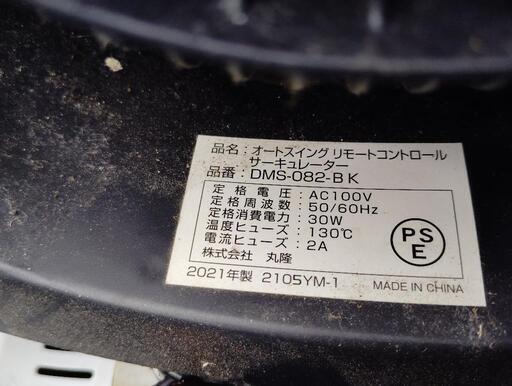 品名：オートスイング リモートコントロール
サーキュレーター
品番：DMS-082-BK
定格電圧：AC100V
定格周波数：50/60Hz
定格消費電力：30W
温度ヒューズ：130℃
電流ヒューズ：2A
株式会社 丸隆
PS
E
2021年製 2105YM-1
MADE IN CHINA